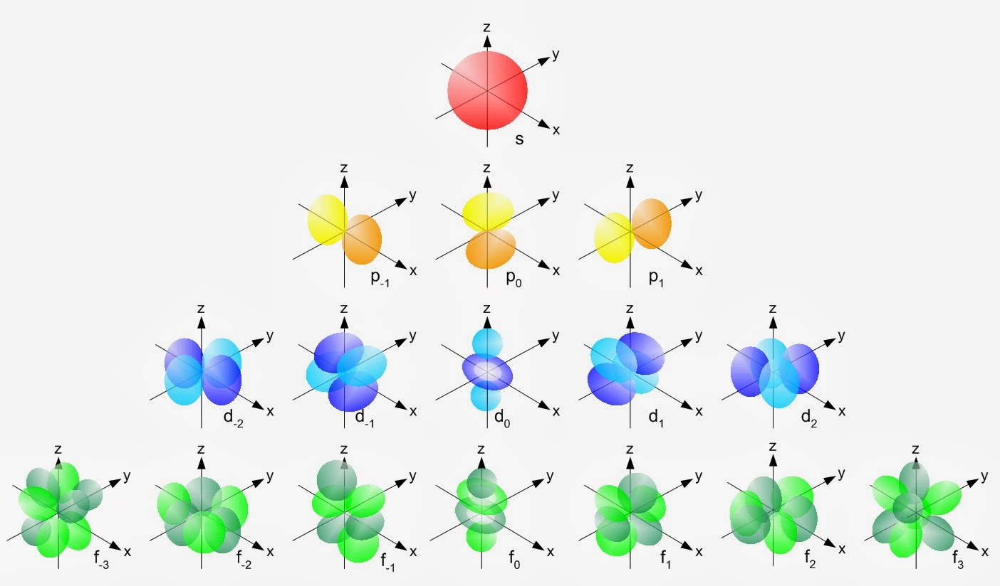 z
y
x
s
z z z
y y y
x x x
p-1 p0 p1
z z z z z
y y y y y
x x x x x
d-2 d-1 d0 d1 d2
z z z z z z z
y y y y y y y
x x x x x x x
f-3 f-2 f-1 f0 f1 f2 f3